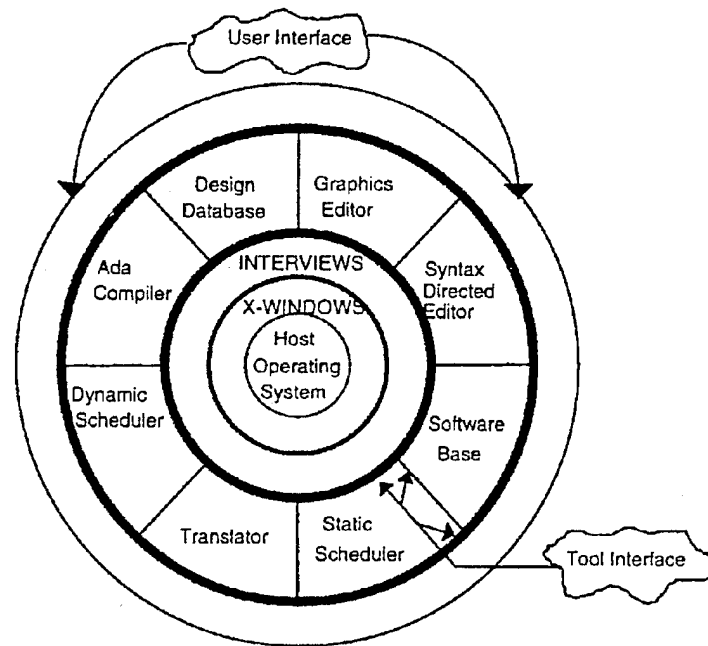 User Interface
Design
Database
Graphics
Editor
INTERVIEWS
Ada
Compiler
Syntax
Directed
Editor
X-WINDOWS
Host
Operating
System
Dynamic
Scheduler
Software
Base
Translator
Static
Scheduler
Tool Interface